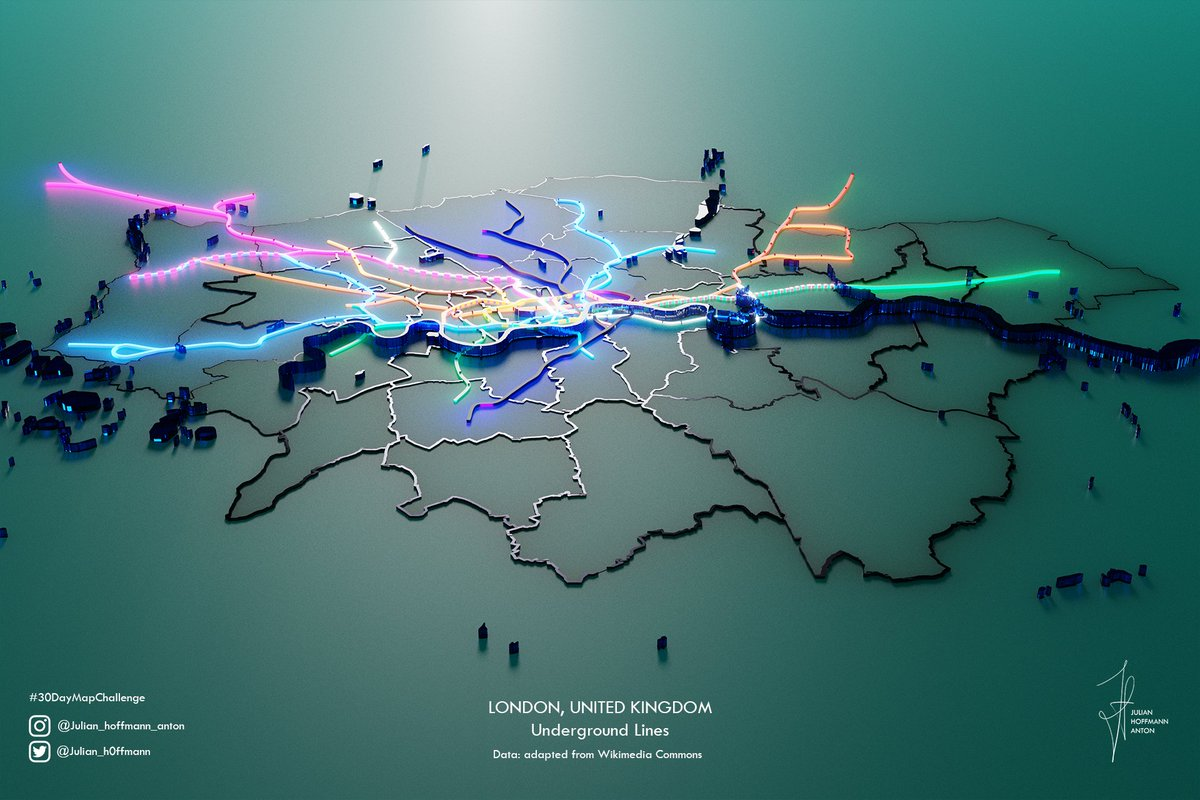 #30DayMapChallenge
@Julian_hoffmann_anton
@Julian_h0ffmann
LONDON, UNITED KINGDOM
Underground Lines
Data: adapted from Wikimedia Commons
JULIAN
HOFFMANN
ANTON